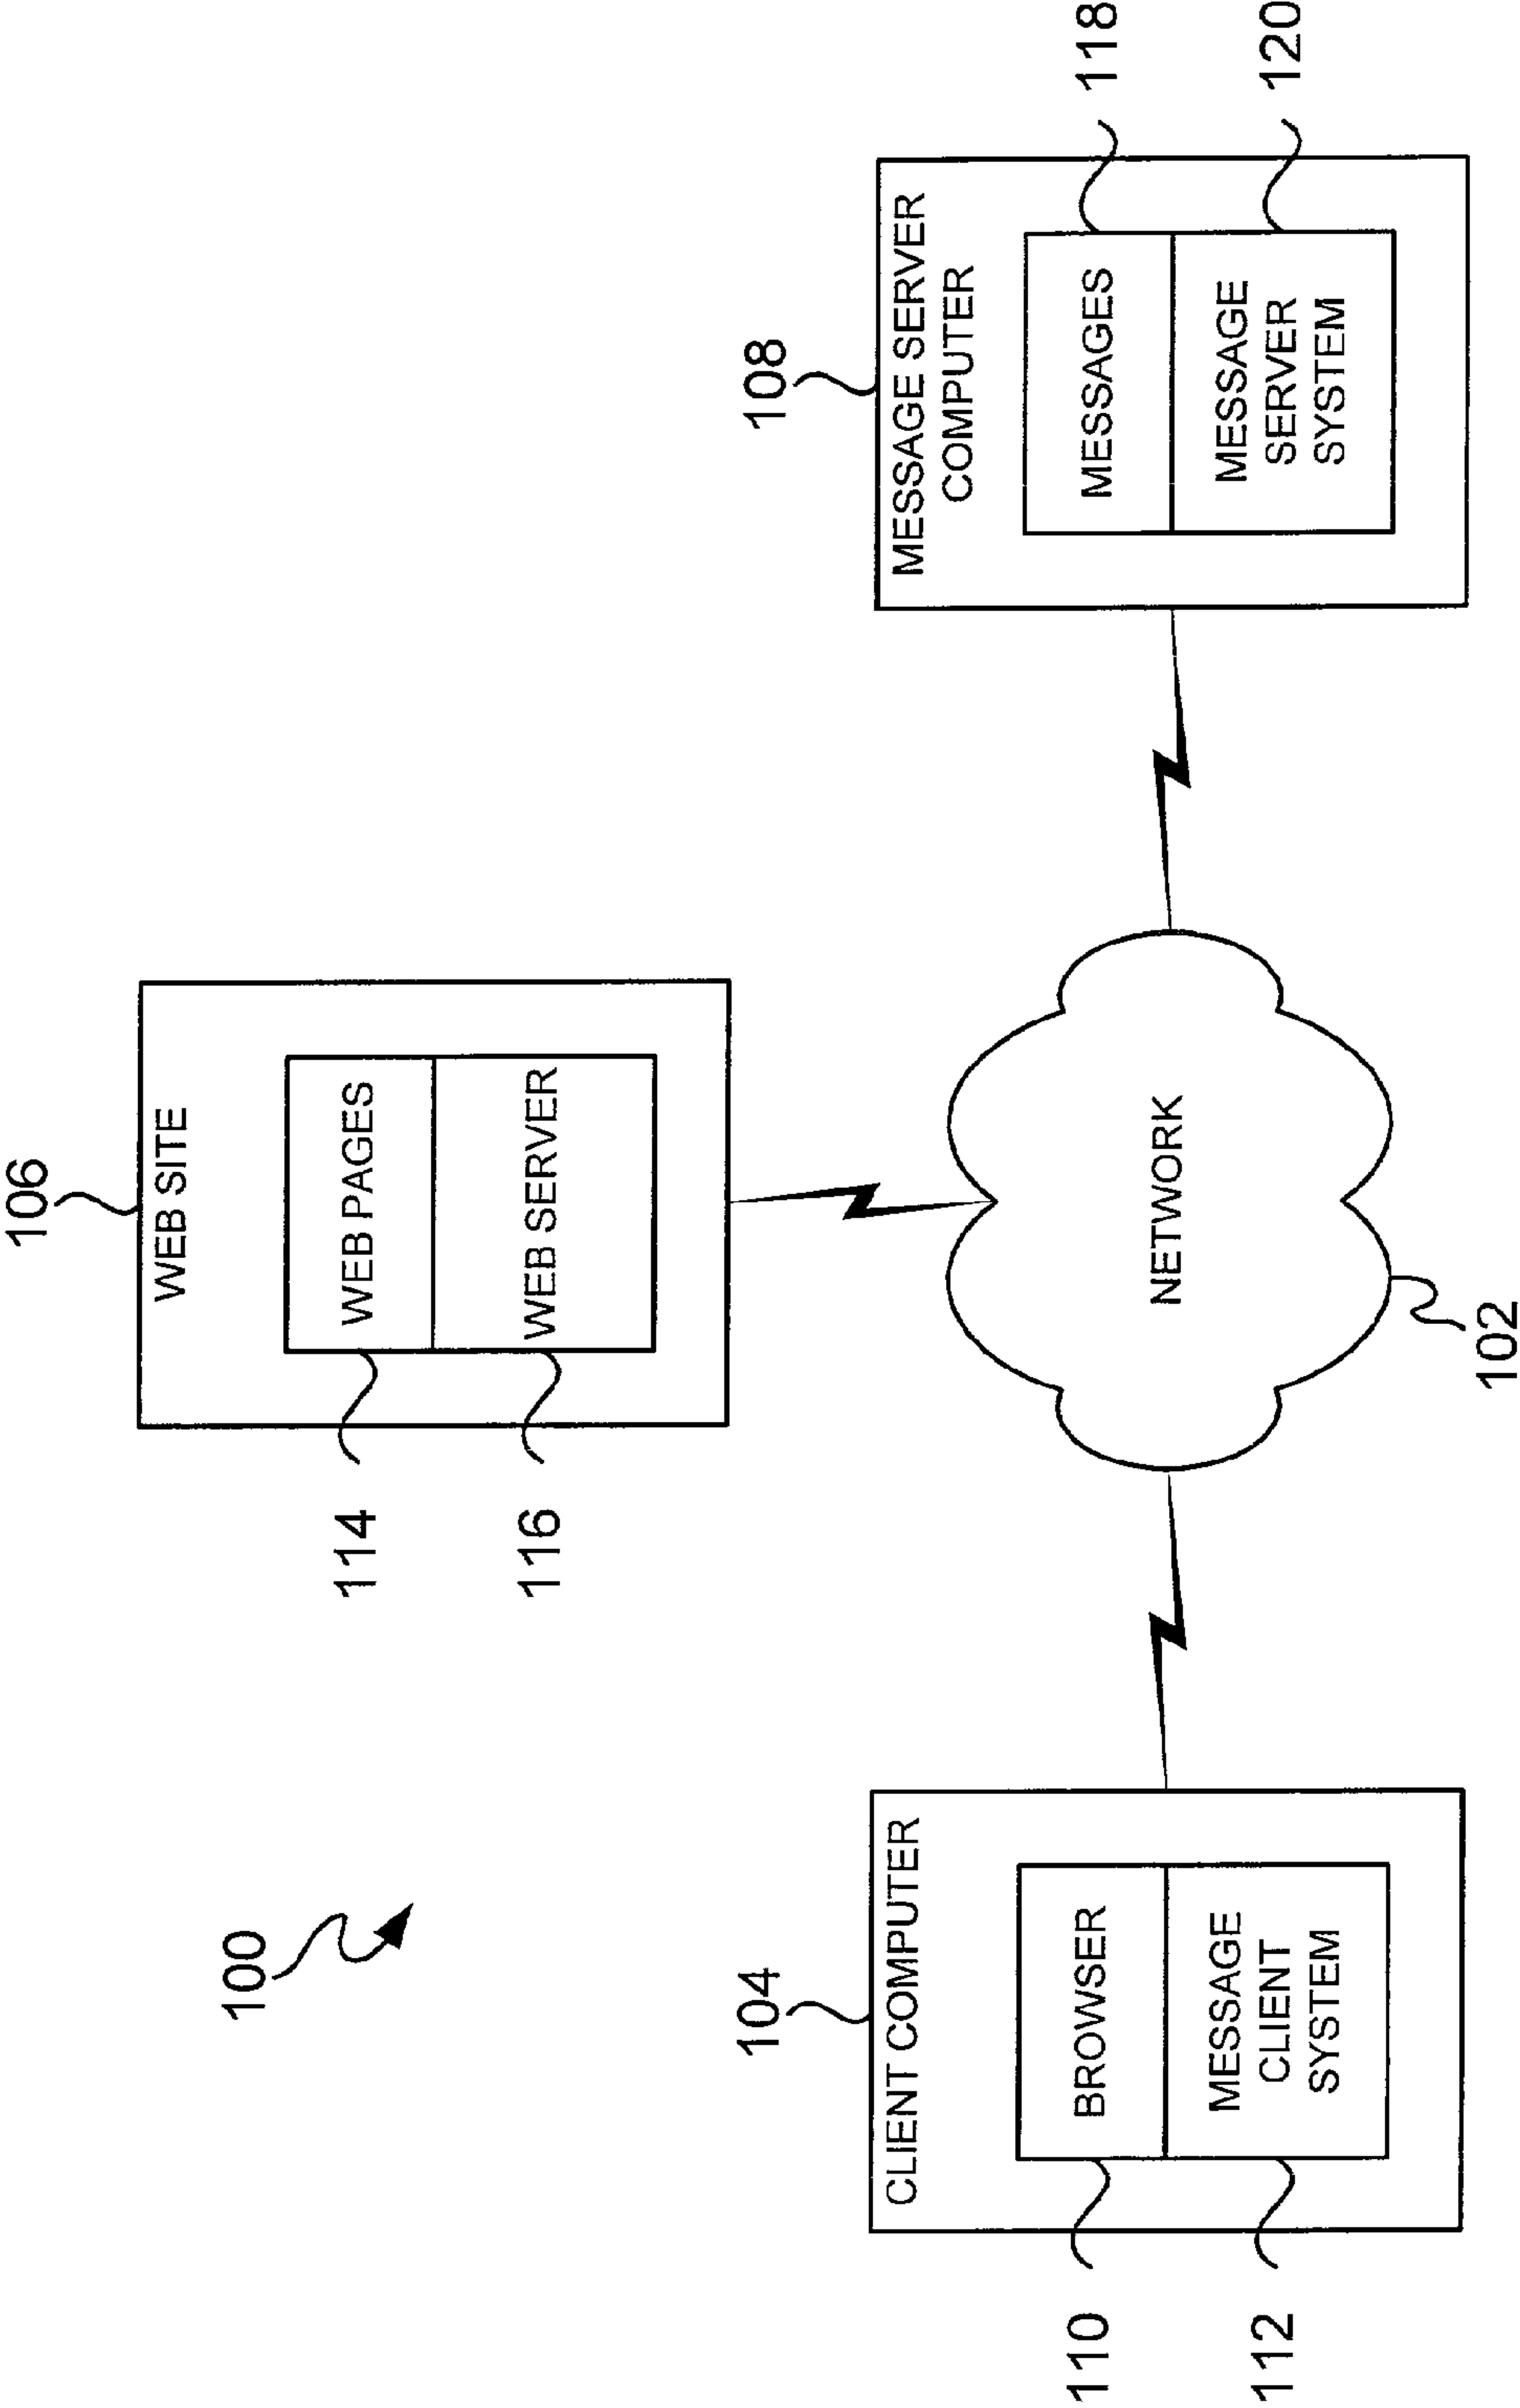 100
106
WEB SITE
WEB PAGES
WEB SERVER
114
116
104
CLIENT COMPUTER
BROWSER
MESSAGE
CLIENT
SYSTEM
110
112
NETWORK
102
108
MESSAGE SERVER
COMPUTER
MESSAGES
MESSAGE
SERVER
SYSTEM
118
120